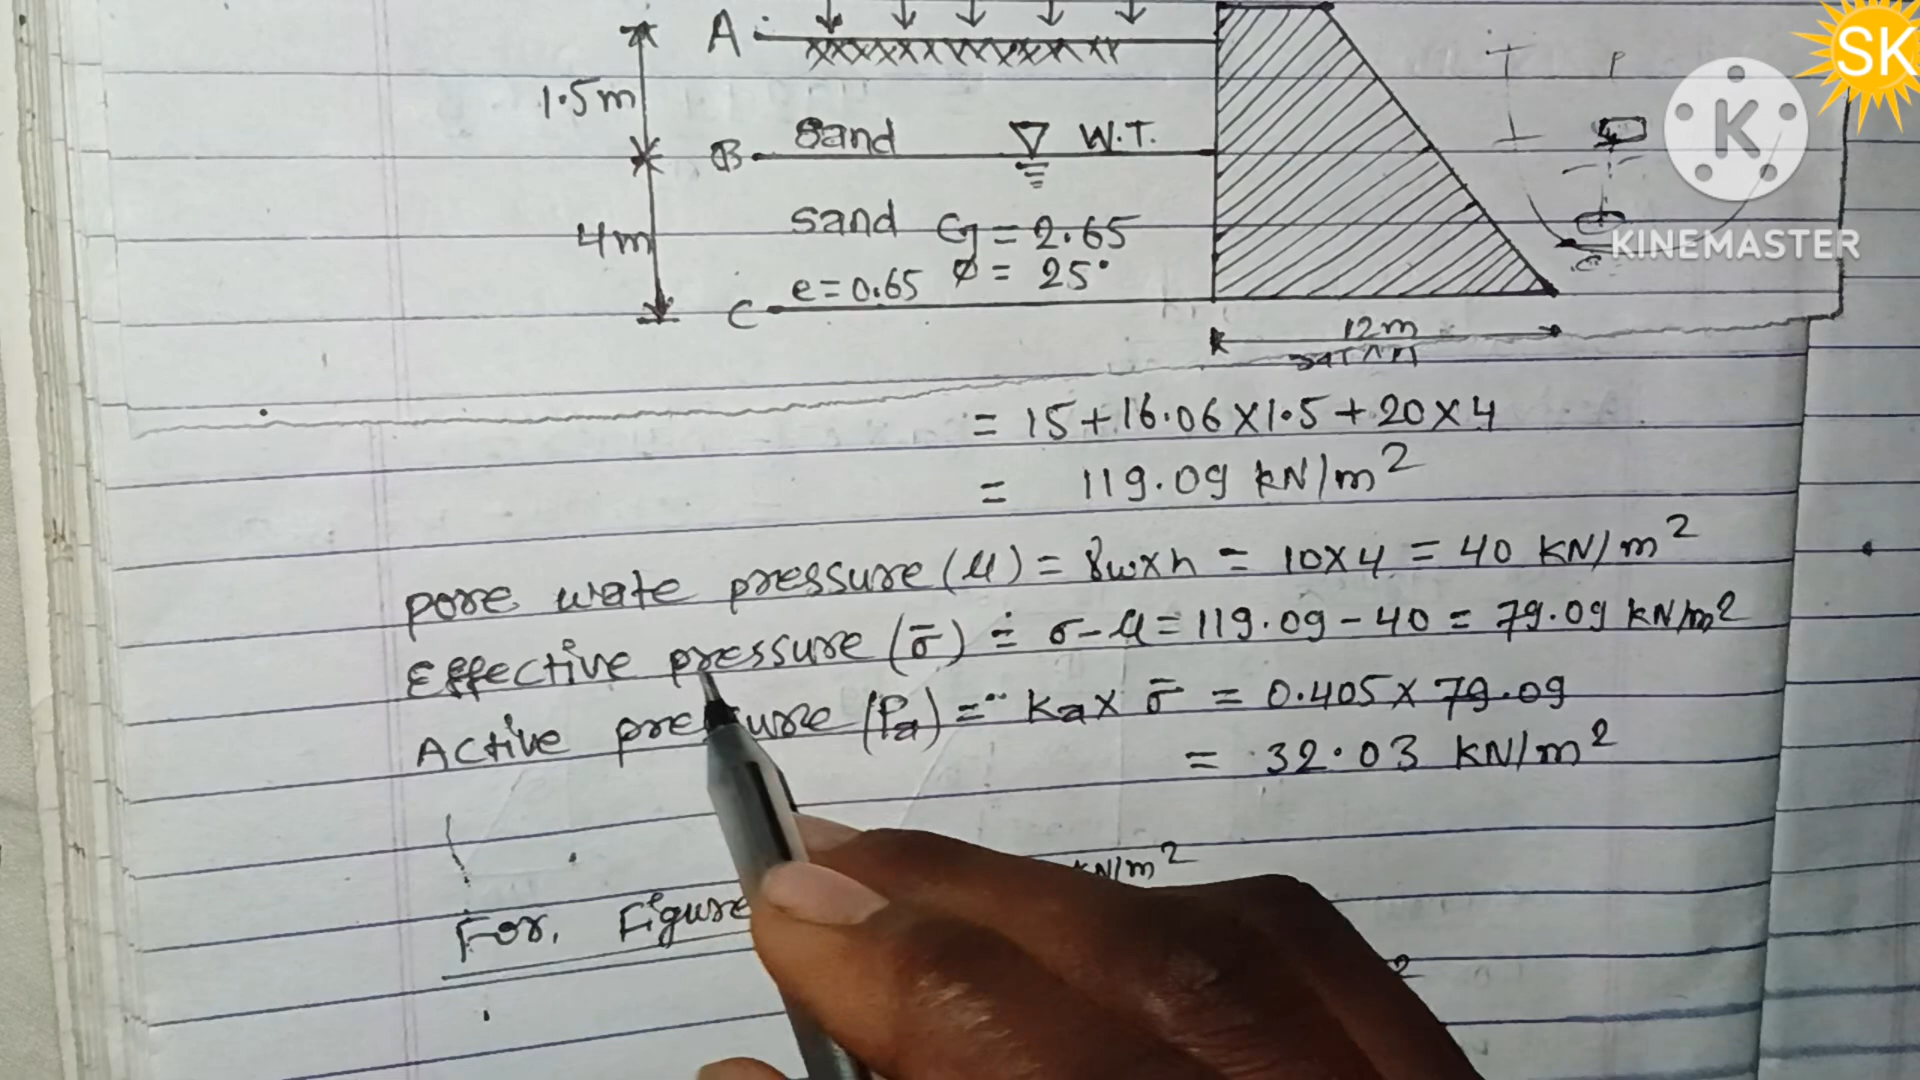 SK
A
1.5m
K
B Sand W.T.
4m
sand G = 2.65
KINEMASTER
e = 0.65 Ø = 25°
C
12m
= 15 + 16.06 × 1.5 + 20 × 4
= 119.09 kN/m²
pore wate pressure (u) = γw × h = 10 × 4 = 40 KN/m²
Effective pressure (σ̄) = σ - u = 119.09 - 40 = 79.09 KN/m²
Active pressure (Pa) = Ka × σ̄ = 0.405 × 79.09
= 32.03 KN/m²
KN/m²
For, Figure
2